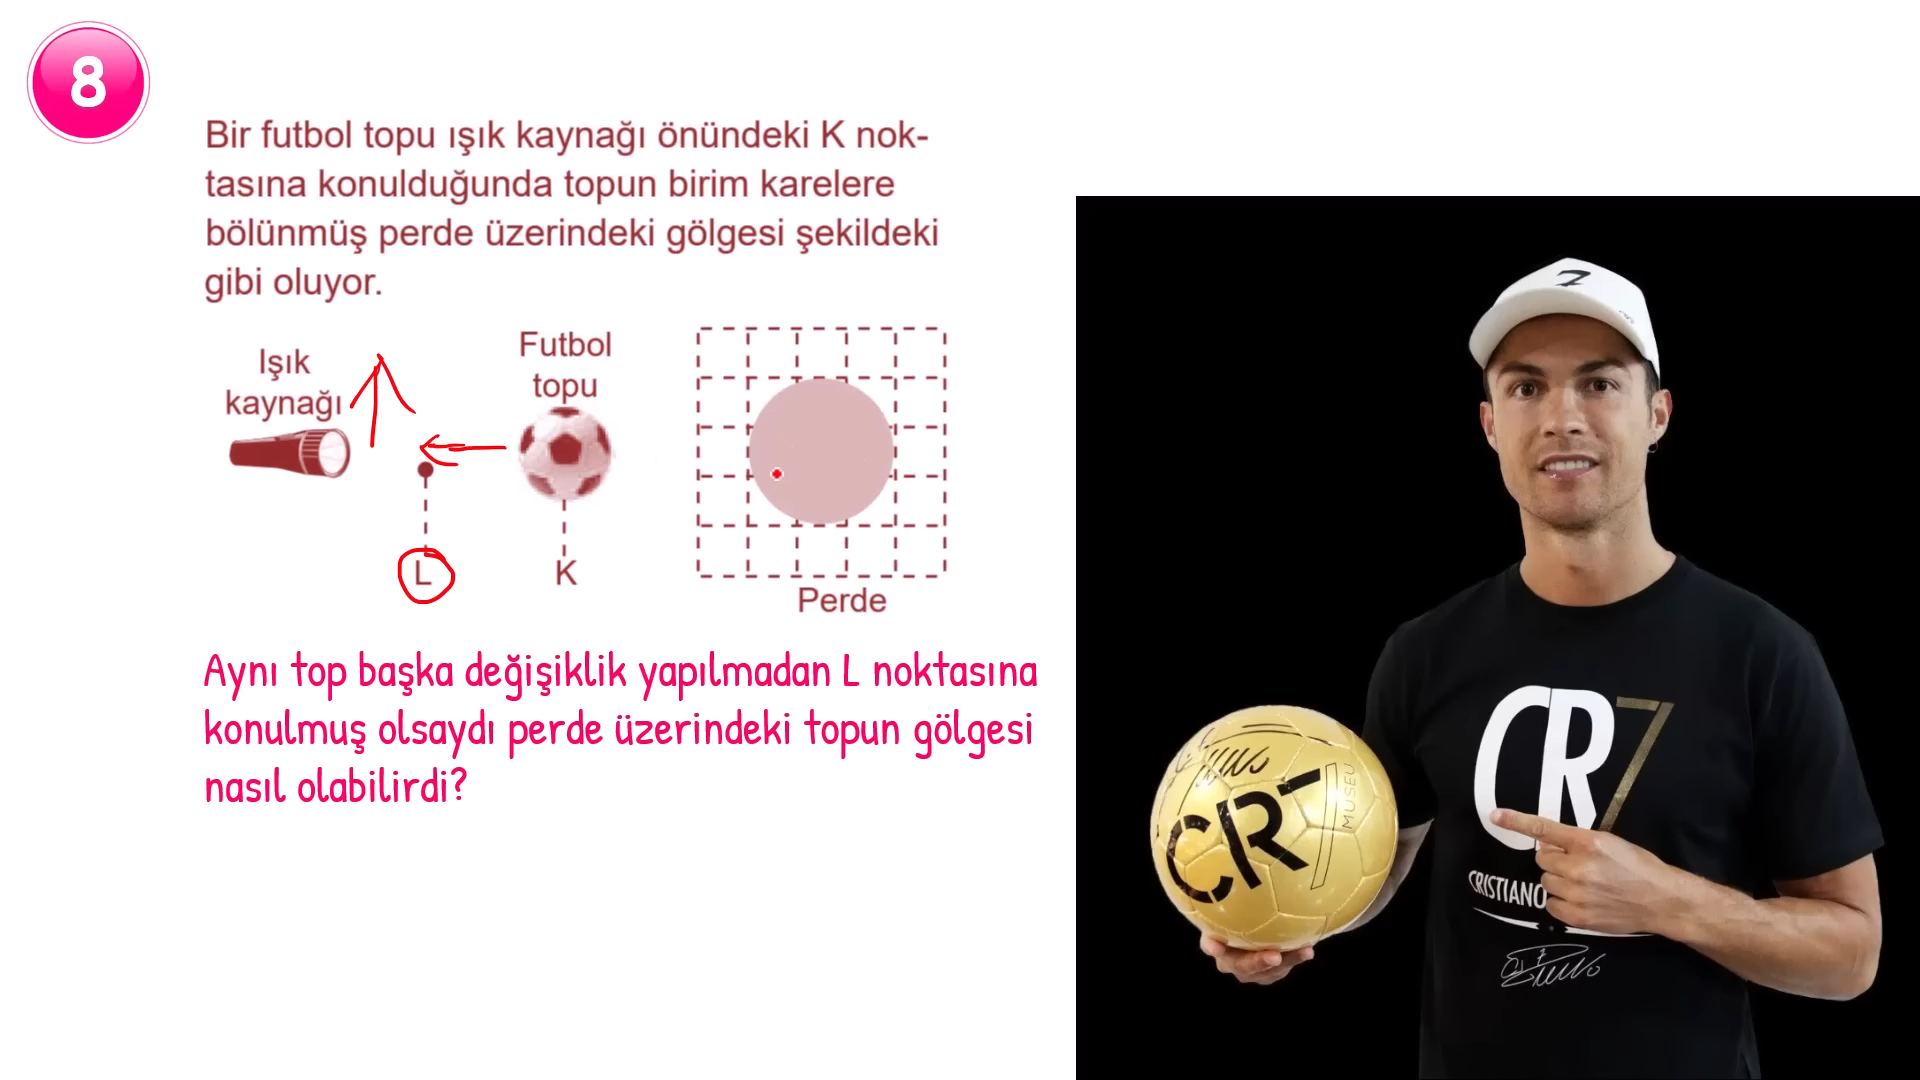 8
Bir futbol topu ışık kaynağı önündeki K nok-
tasına konulduğunda topun birim karelere
bölünmüş perde üzerindeki gölgesi şekildeki
gibi oluyor.
Işık
kaynağı
Futbol
topu
L
K
Perde
Aynı top başka değişiklik yapılmadan L noktasına
konulmuş olsaydı perde üzerindeki topun gölgesi
nasıl olabilirdi?
7
CR7
CRISTIANO
CR7
MUSEU